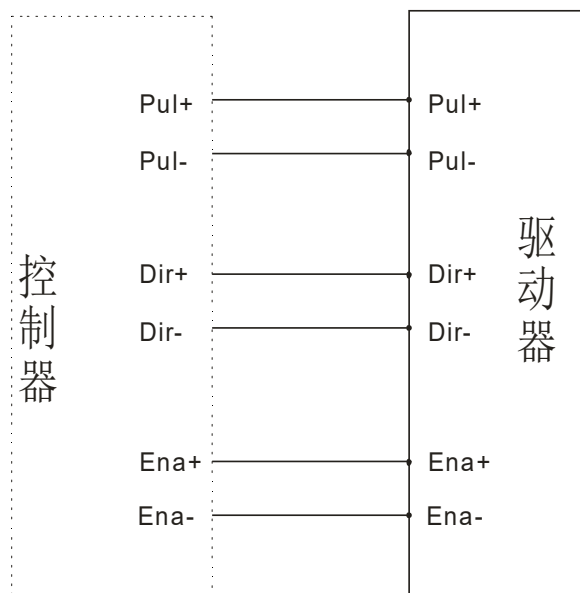 Pul+ Pul+
Pul- Pul-
Dir+ Dir+
Dir- Dir-
Ena+ Ena+
Ena- Ena-
控制器
驱动器